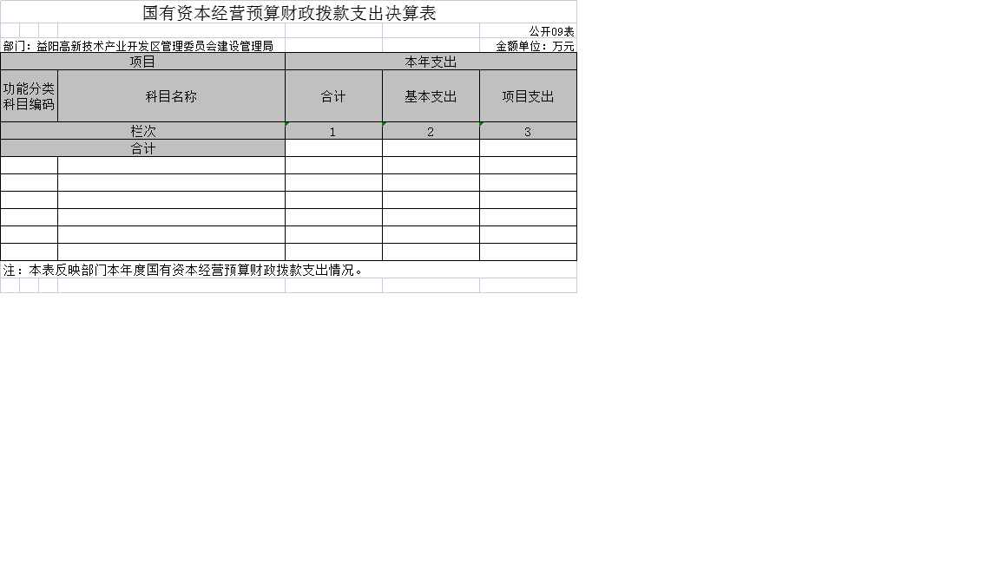 国有资本经营预算财政拨款支出决算表
公开09表
部门：益阳高新技术产业开发区管理委员会建设管理局 金额单位：万元
项目 本年支出
功能分类
科目编码 科目名称 合计 基本支出 项目支出
栏次 1 2 3
合计
注：本表反映部门本年度国有资本经营预算财政拨款支出情况。